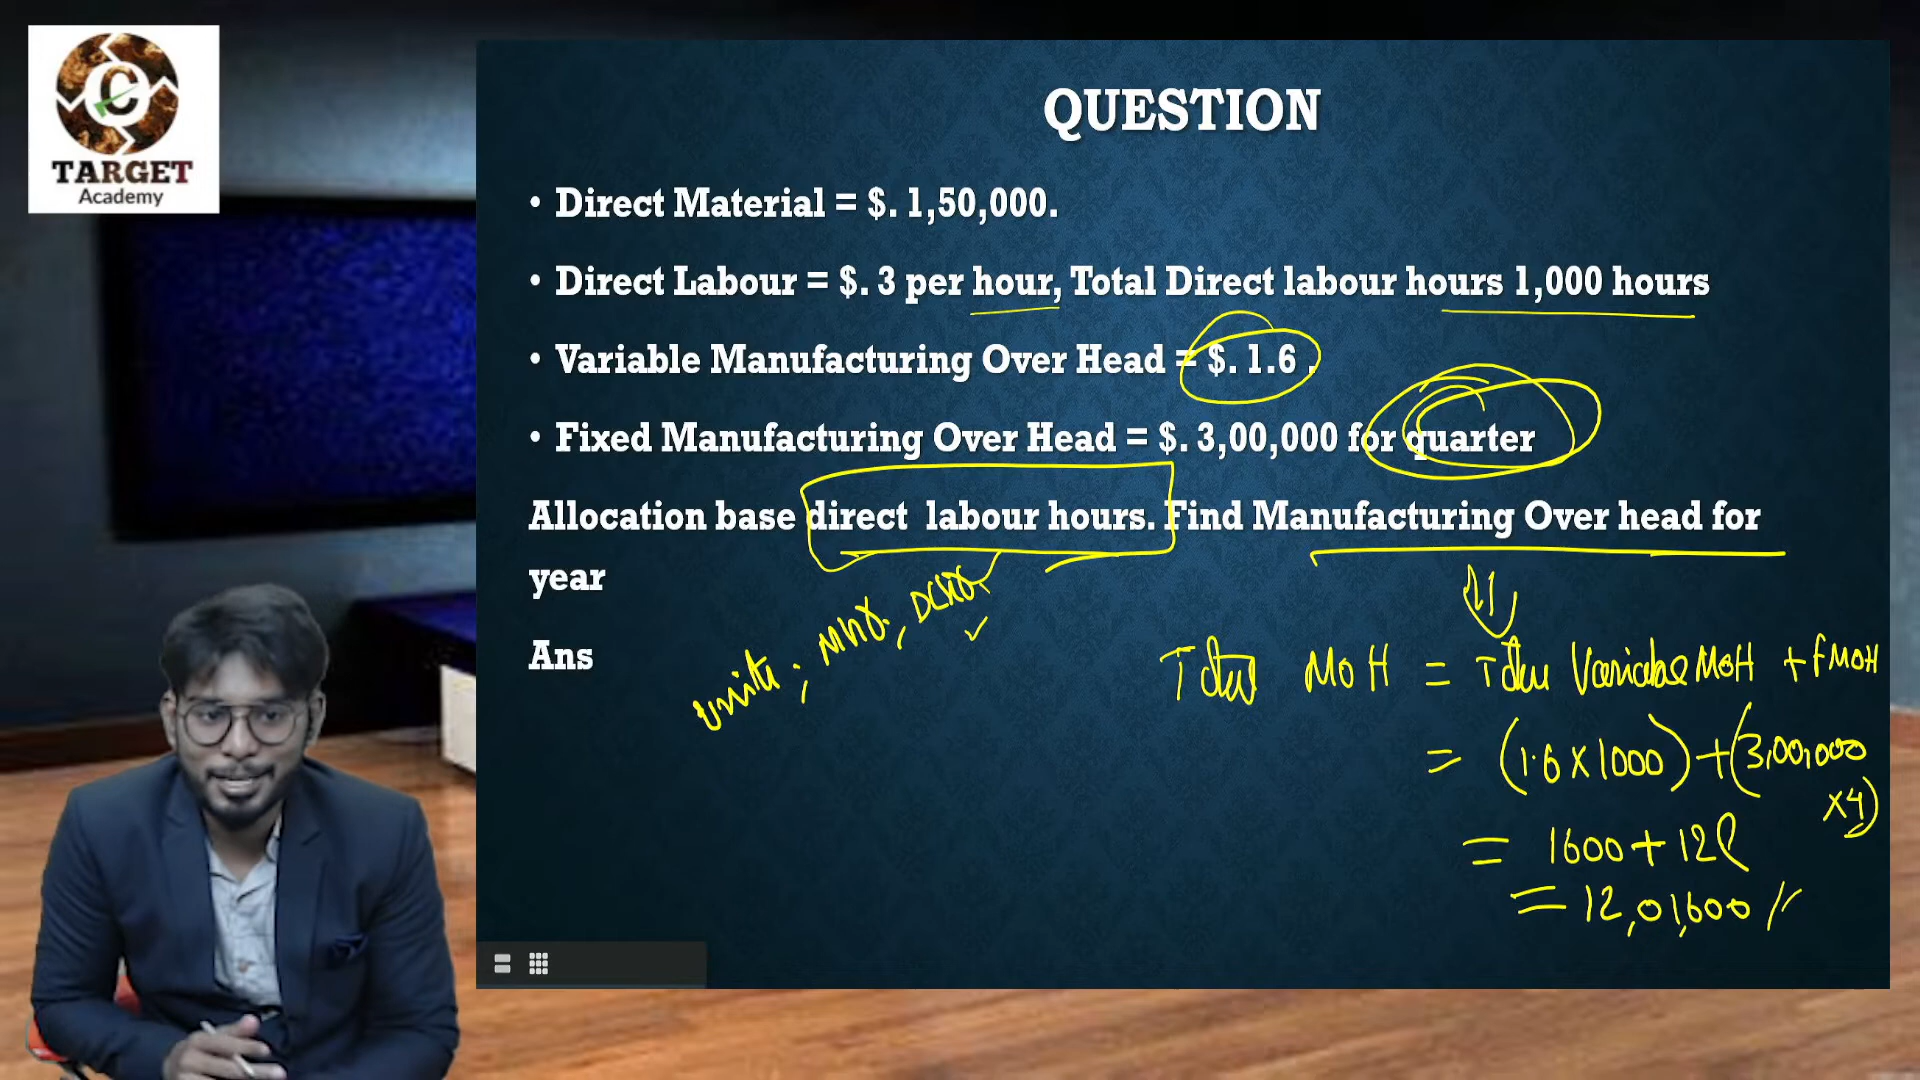 TARGET
Academy
QUESTION
• Direct Material = $. 1,50,000.
• Direct Labour = $. 3 per hour, Total Direct labour hours 1,000 hours
• Variable Manufacturing Over Head = $. 1.6 .
• Fixed Manufacturing Over Head = $. 3,00,000 for quarter
Allocation base direct labour hours. Find Manufacturing Over head for
year
Ans
units ; MHR,
Total MOH = Total Variable MOH + FMOH
= (1.6 X 1000) + (3,00,000
X4)
= 1600 + 12L
= 12,01,600 //